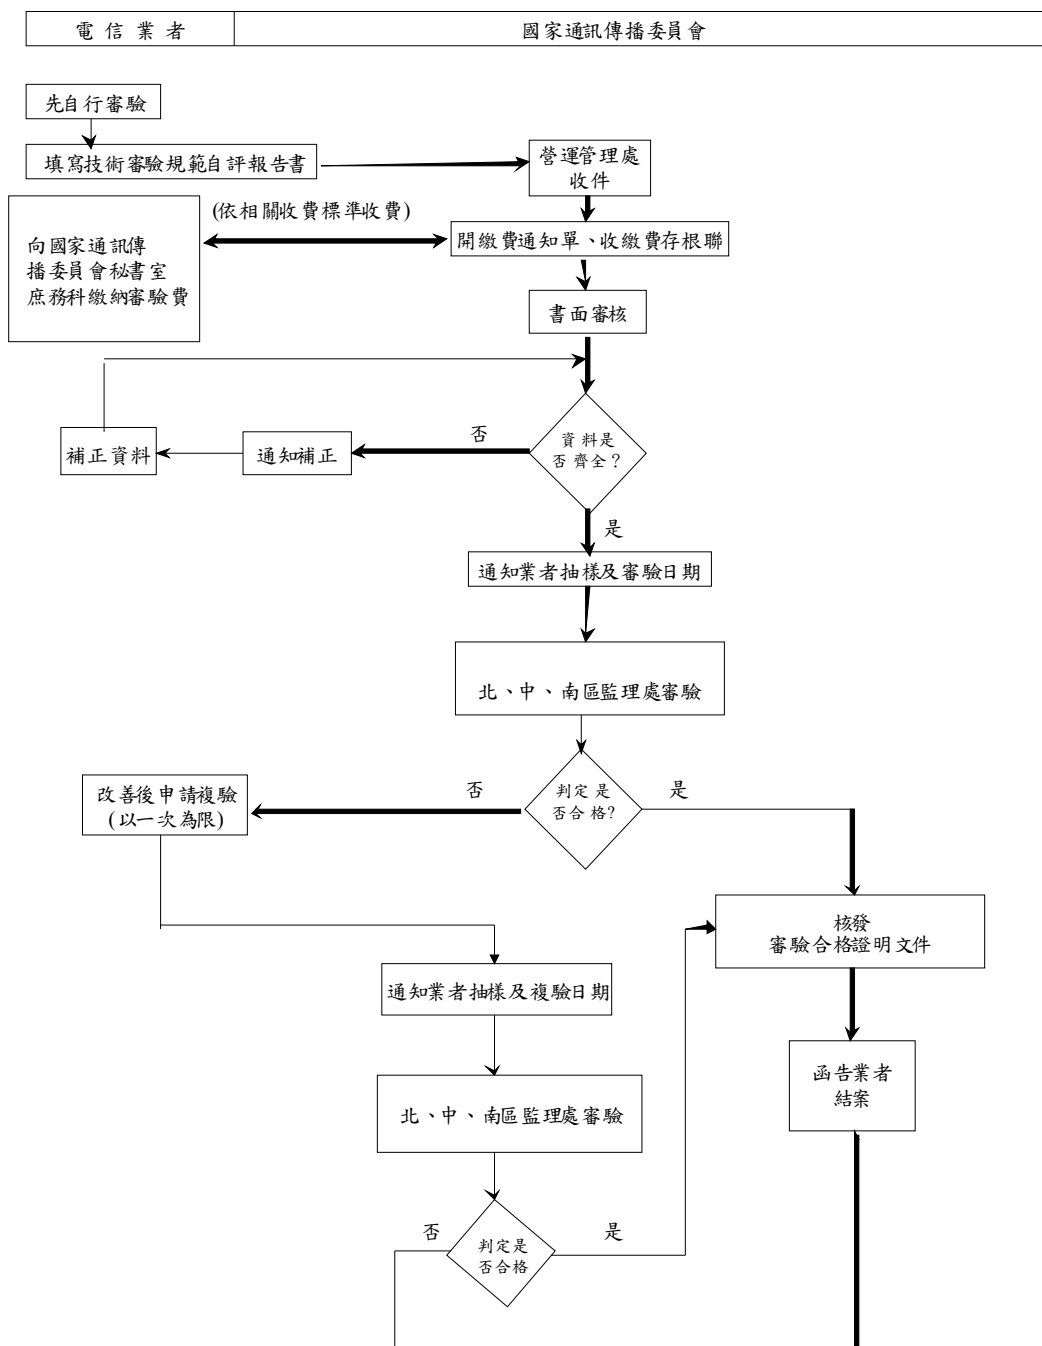 電信業者
國家通訊傳播委員會
先自行審驗
填寫技術審驗規範自評報告書
營運管理處
收件
(依相關收費標準收費)
向國家通訊傳
播委員會秘書室
庶務科繳納審驗費
開繳費通知單、收繳費存根聯
書面審核
資料是
否齊全?
否
通知補正
補正資料
是
通知業者抽樣及審驗日期
北、中、南區監理處審驗
判定是
否合格?
否
是
改善後申請複驗
(以一次為限)
核發
審驗合格證明文件
通知業者抽樣及複驗日期
函告業者
結案
北、中、南區監理處審驗
否
是
判定是
否合格